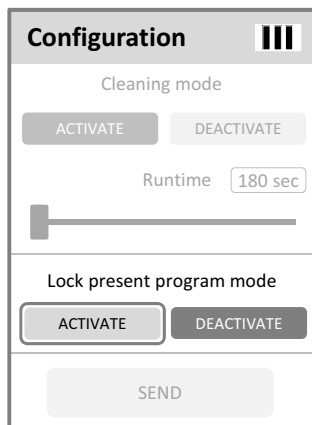 Configuration
Cleaning mode
ACTIVATE DEACTIVATE
Runtime 180 sec
Lock present program mode
ACTIVATE DEACTIVATE
SEND